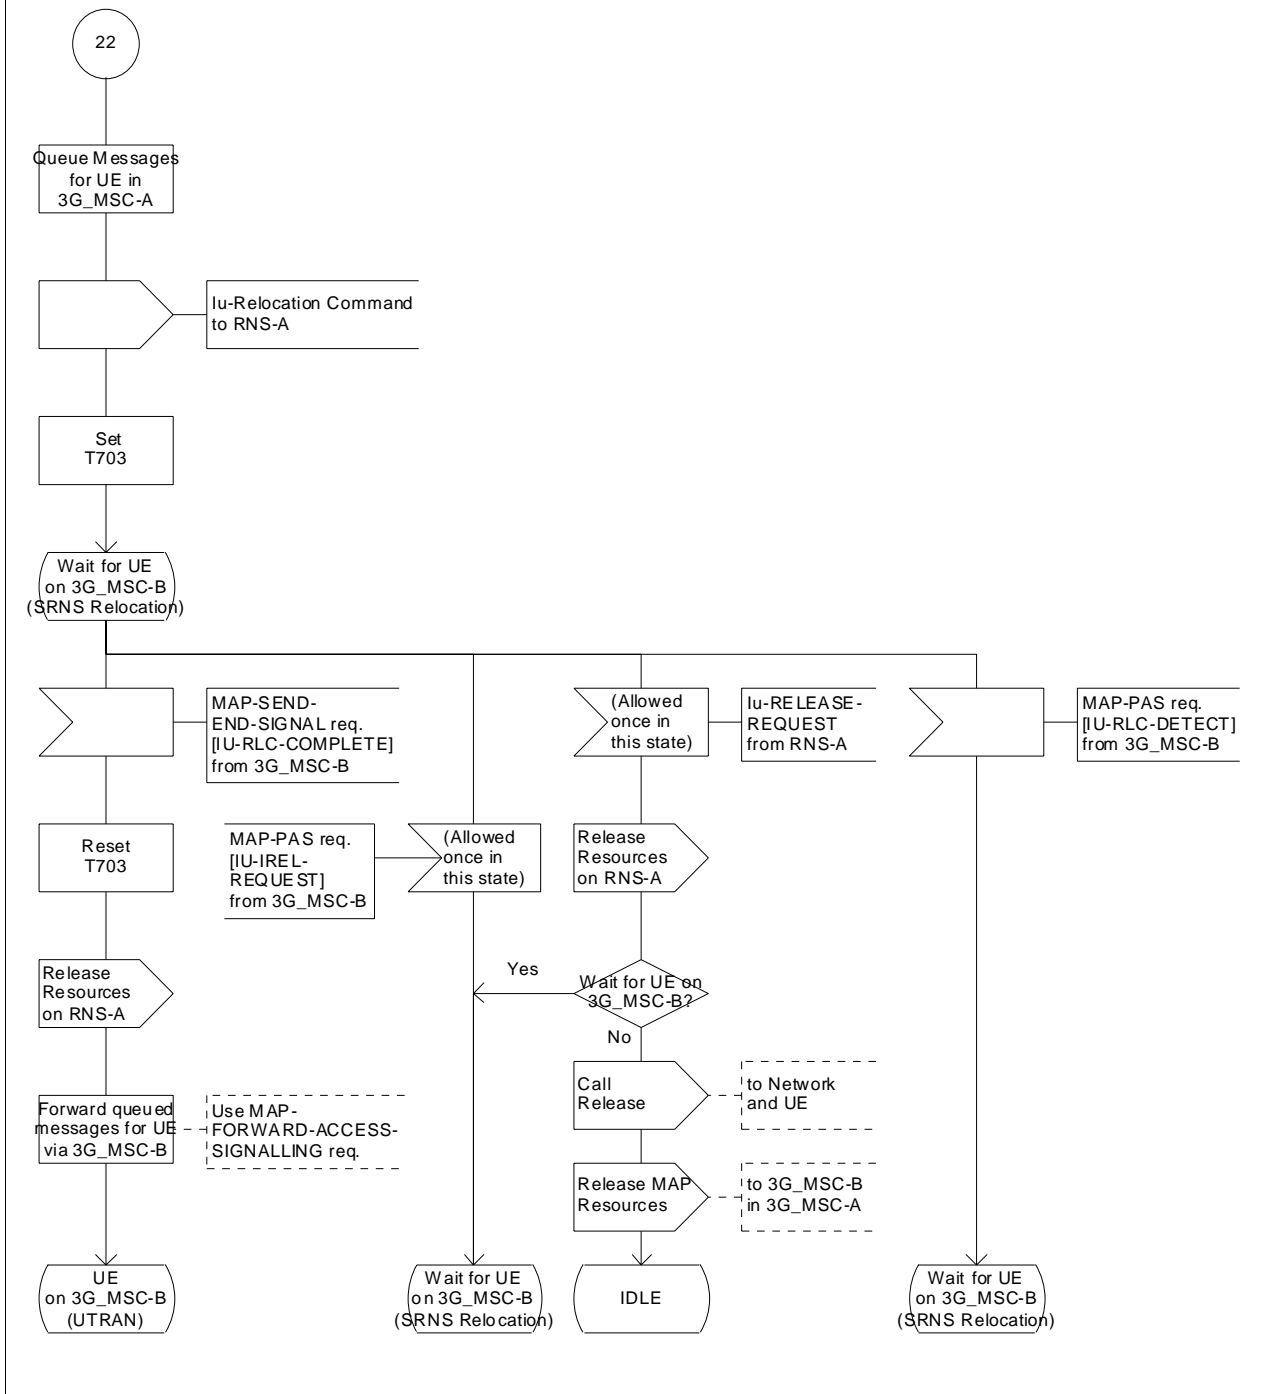 22
Queue Messages
for UE in
3G_MSC-A
Iu-Relocation Command
to RNS-A
Set
T703
Wait for UE
on 3G_MSC-B
(SRNS Relocation)
MAP-SEND-
END-SIGNAL req.
[IU-RLC-COMPLETE]
from 3G_MSC-B
(Allowed
once in
this state)
Iu-RELEASE-
REQUEST
from RNS-A
MAP-PAS req.
[IU-RLC-DETECT]
from 3G_MSC-B
Reset
T703
MAP-PAS req.
[IU-IREL-
REQUEST]
from 3G_MSC-B
(Allowed
once in
this state)
Release
Resources
on RNS-A
Release
Resources
on RNS-A
Yes
Wait for UE on
3G_MSC-B?
No
Call
Release
to Network
and UE
Forward queued
messages for UE
via 3G_MSC-B
Use MAP-
FORWARD-ACCESS-
SIGNALLING req.
Release MAP
Resources
to 3G_MSC-B
in 3G_MSC-A
UE
on 3G_MSC-B
(UTRAN)
Wait for UE
on 3G_MSC-B
(SRNS Relocation)
IDLE
Wait for UE
on 3G_MSC-B
(SRNS Relocation)